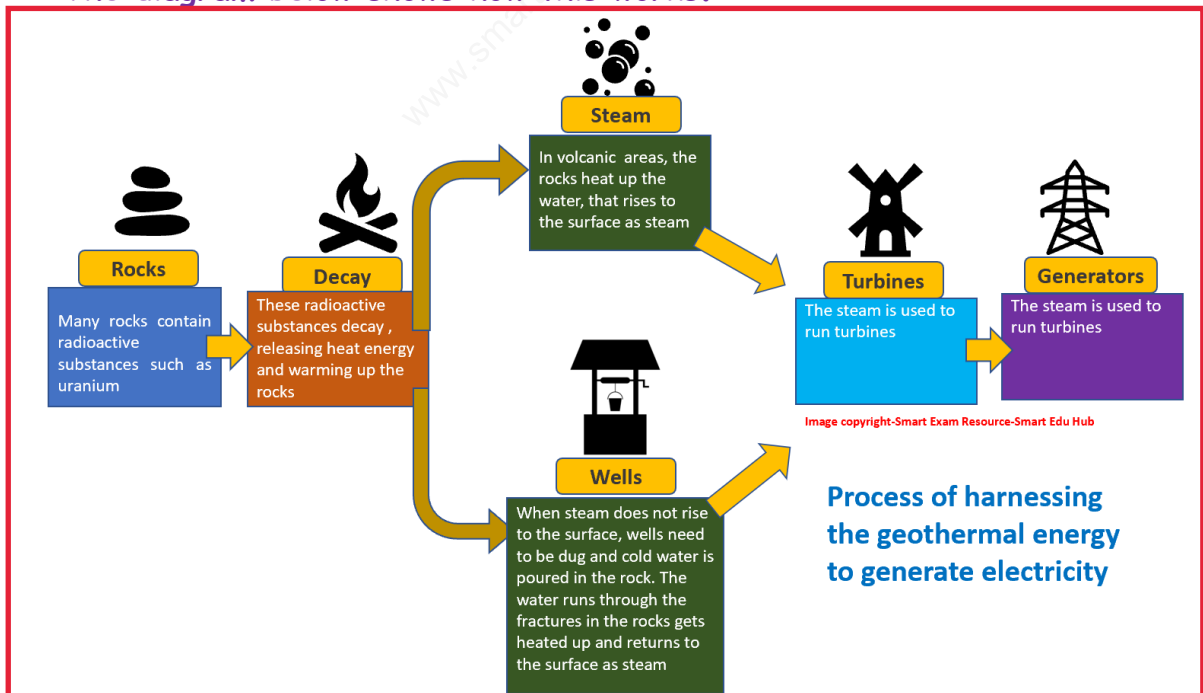 Steam
In volcanic areas, the
rocks heat up the
water, that rises to
the surface as steam
Rocks
Many rocks contain
radioactive
substances such as
uranium
Decay
These radioactive
substances decay ,
releasing heat energy
and warming up the
rocks
Wells
When steam does not rise
to the surface, wells need
to be dug and cold water is
poured in the rock. The
water runs through the
fractures in the rocks gets
heated up and returns to
the surface as steam
Turbines
The steam is used to
run turbines
Generators
The steam is used to
run turbines
Image copyright-Smart Exam Resource-Smart Edu Hub
Process of harnessing
the geothermal energy
to generate electricity